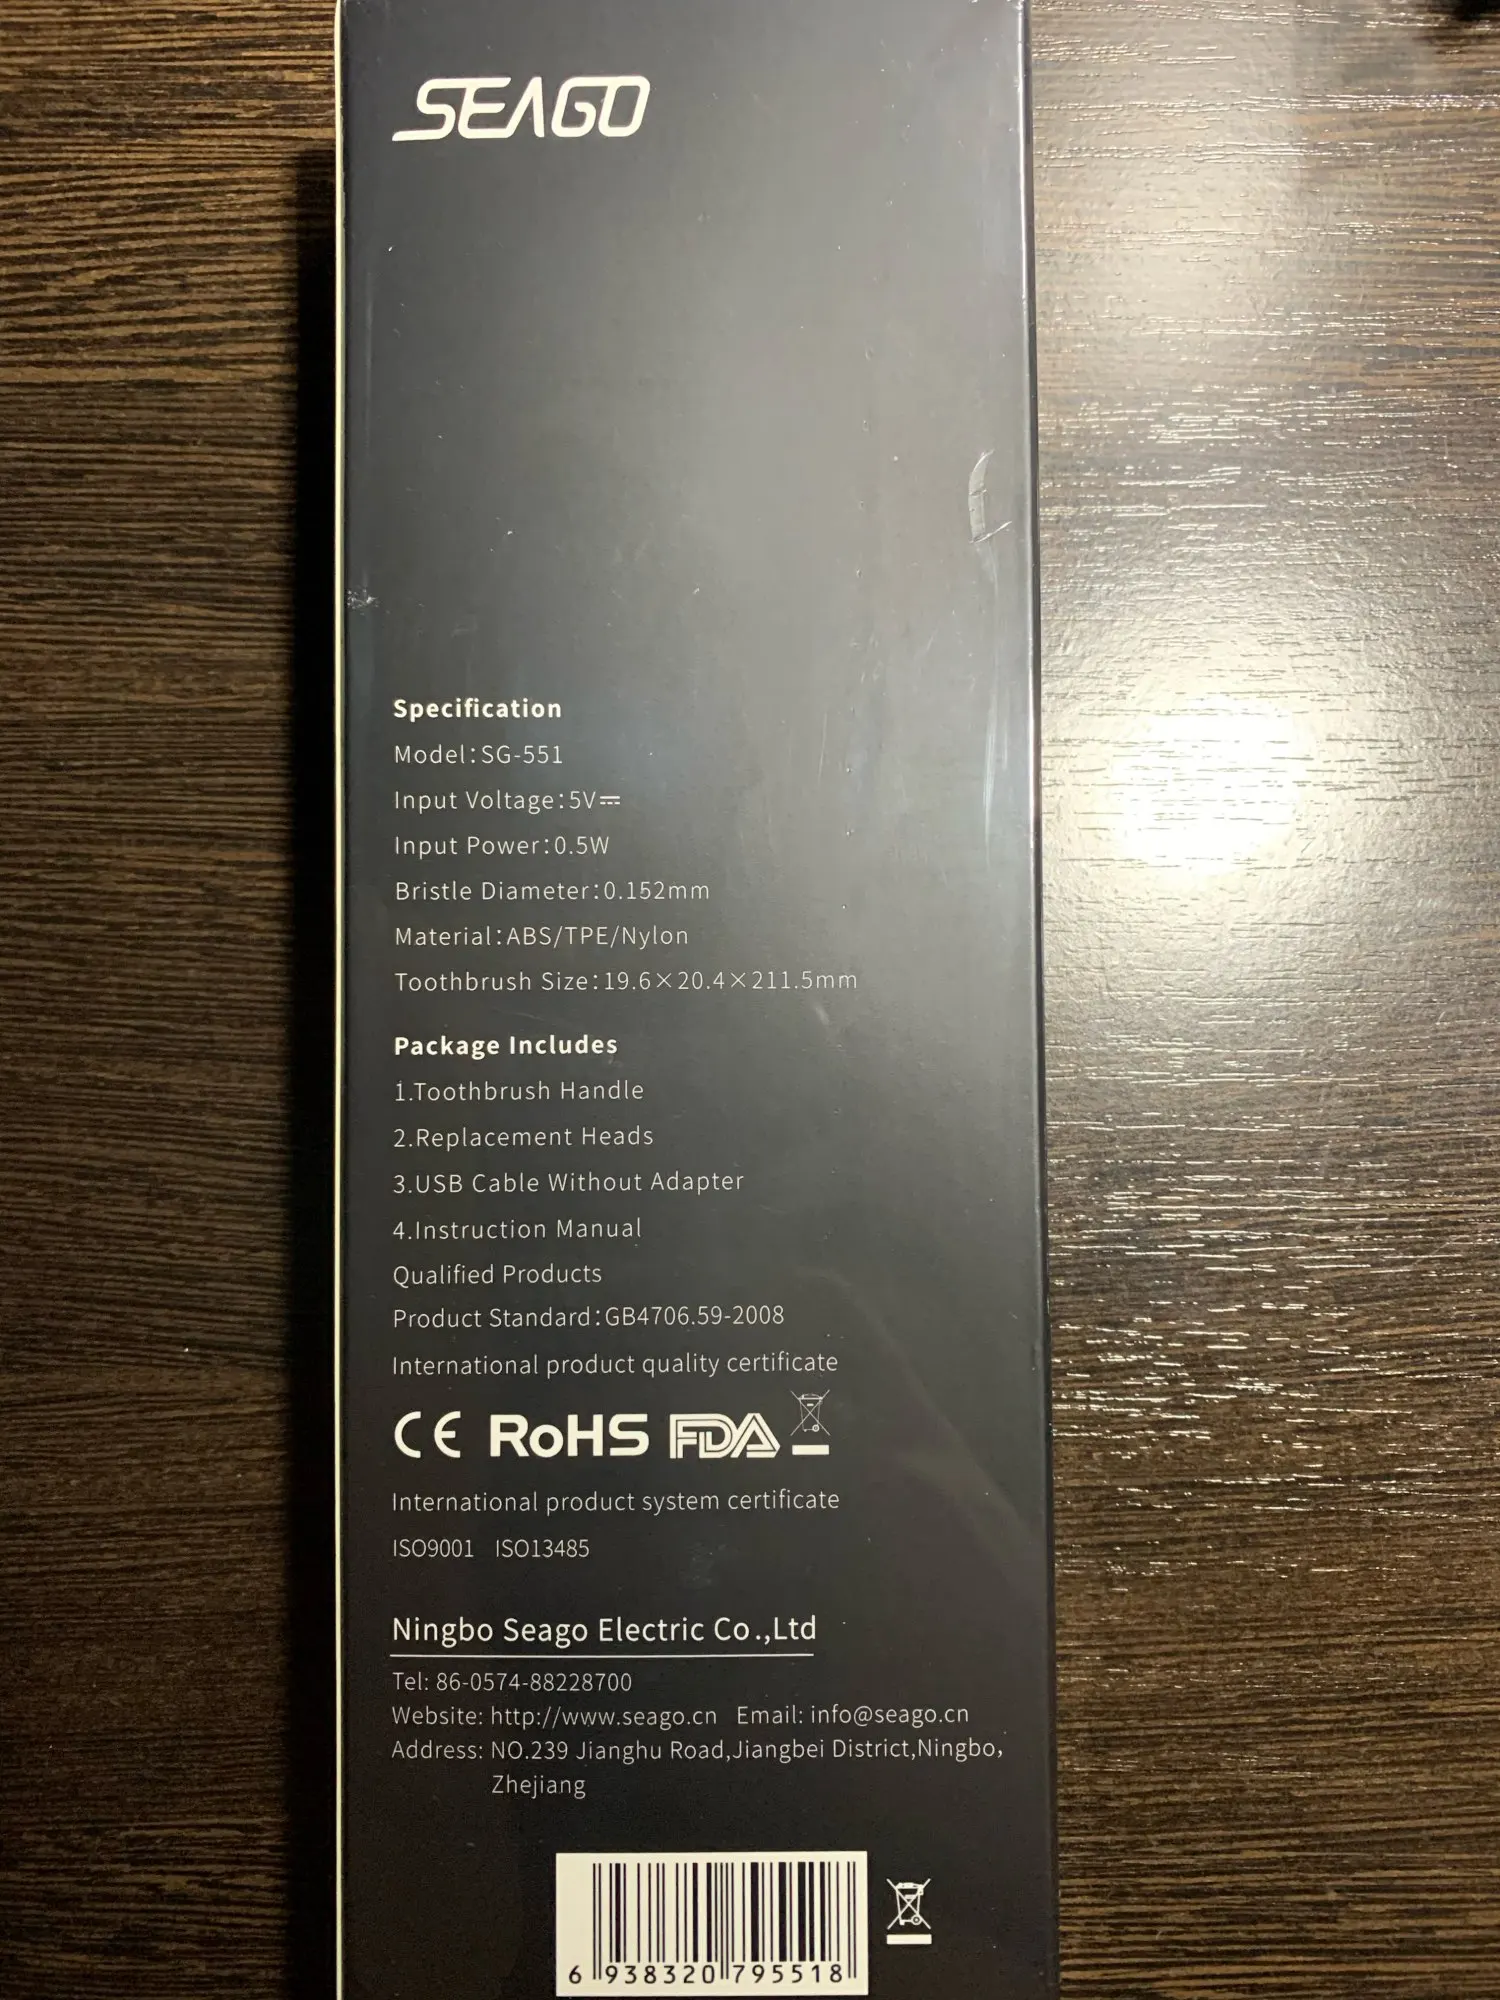 SEAGO
Specification
Model:SG-551
Input Voltage:5V⎓
Input Power:0.5W
Bristle Diameter:0.152mm
Material:ABS/TPE/Nylon
Toothbrush Size:19.6×20.4×211.5mm
Package Includes
1.Toothbrush Handle
2.Replacement Heads
3.USB Cable Without Adapter
4.Instruction Manual
Qualified Products
Product Standard:GB4706.59-2008
International product quality certificate
CE RoHS FDA
International product system certificate
ISO9001 ISO13485
Ningbo Seago Electric Co.,Ltd
Tel: 86-0574-88228700
Website: http://www.seago.cn Email: info@seago.cn
Address: NO.239 Jianghu Road,Jiangbei District,Ningbo,
Zhejiang
6 938320 795518